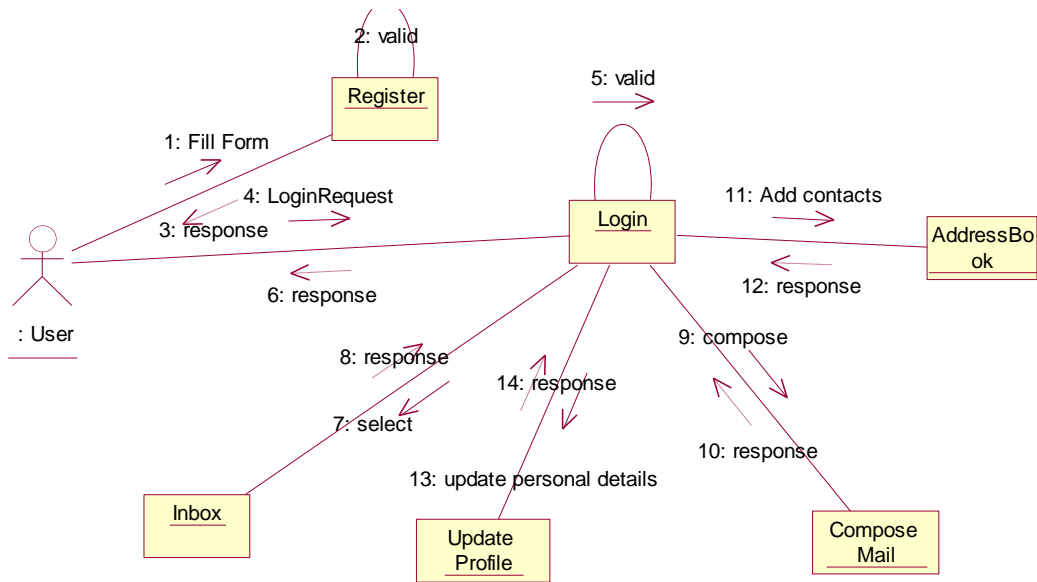 2: valid
Register
5: valid
1: Fill Form
4: LoginRequest
3: response
11: Add contacts
Login
AddressBo
ok
6: response
12: response
: User
8: response
9: compose
14: response
7: select
10: response
13: update personal details
Inbox
Update
Profile
Compose
Mail